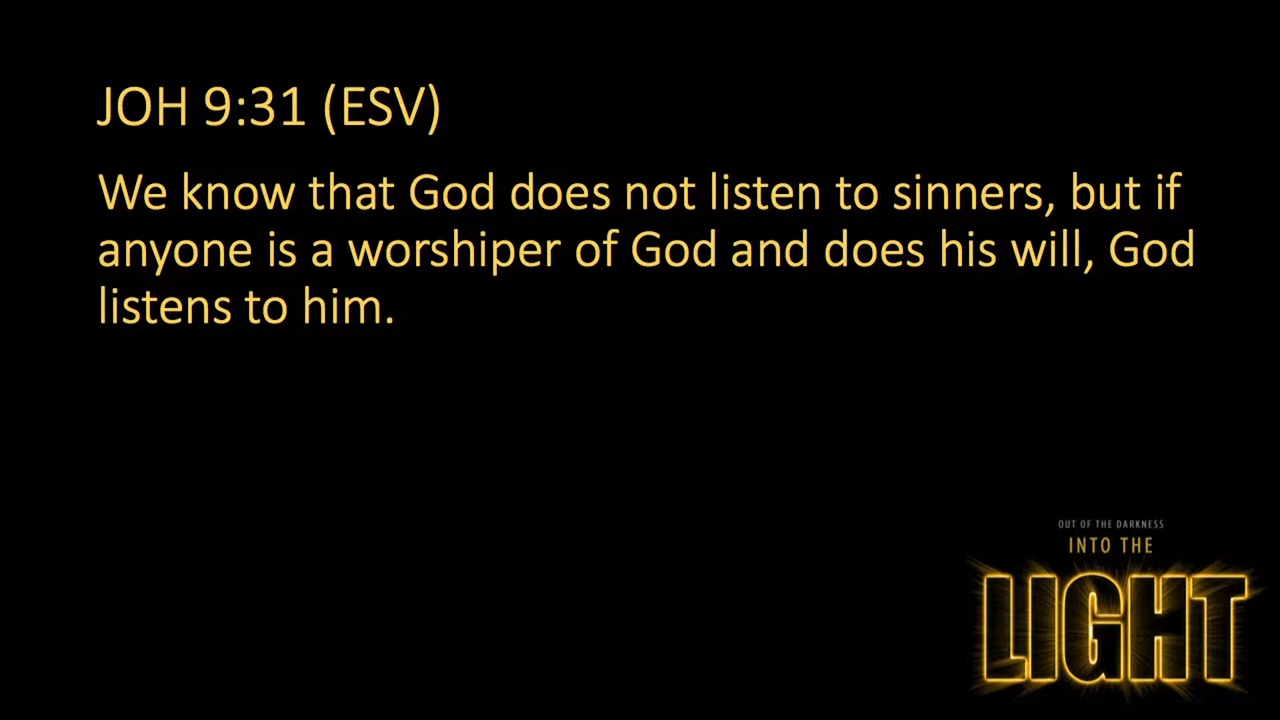 JOH 9:31 (ESV)
We know that God does not listen to sinners, but if
anyone is a worshiper of God and does his will, God
listens to him.
OUT OF THE DARKNESS
INTO THE
LIGHT